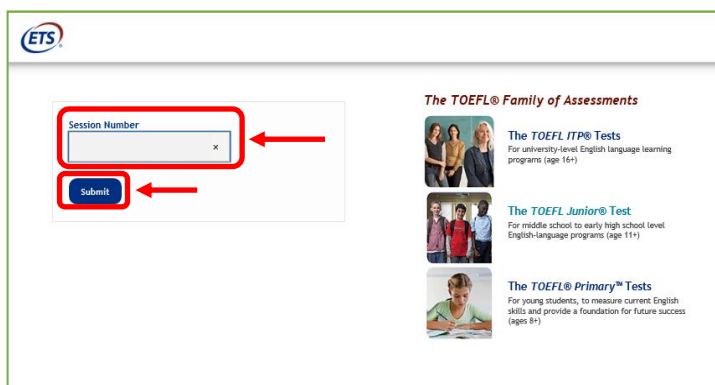 ETS®
Session Number
×
Submit
The TOEFL® Family of Assessments
The TOEFL ITP® Tests
For university-level English language learning
programs (age 16+)
The TOEFL Junior® Test
For middle school to early high school level
English-language programs (age 11+)
The TOEFL® Primary™ Tests
For young students, to measure current English
skills and provide a foundation for future success
(ages 8+)